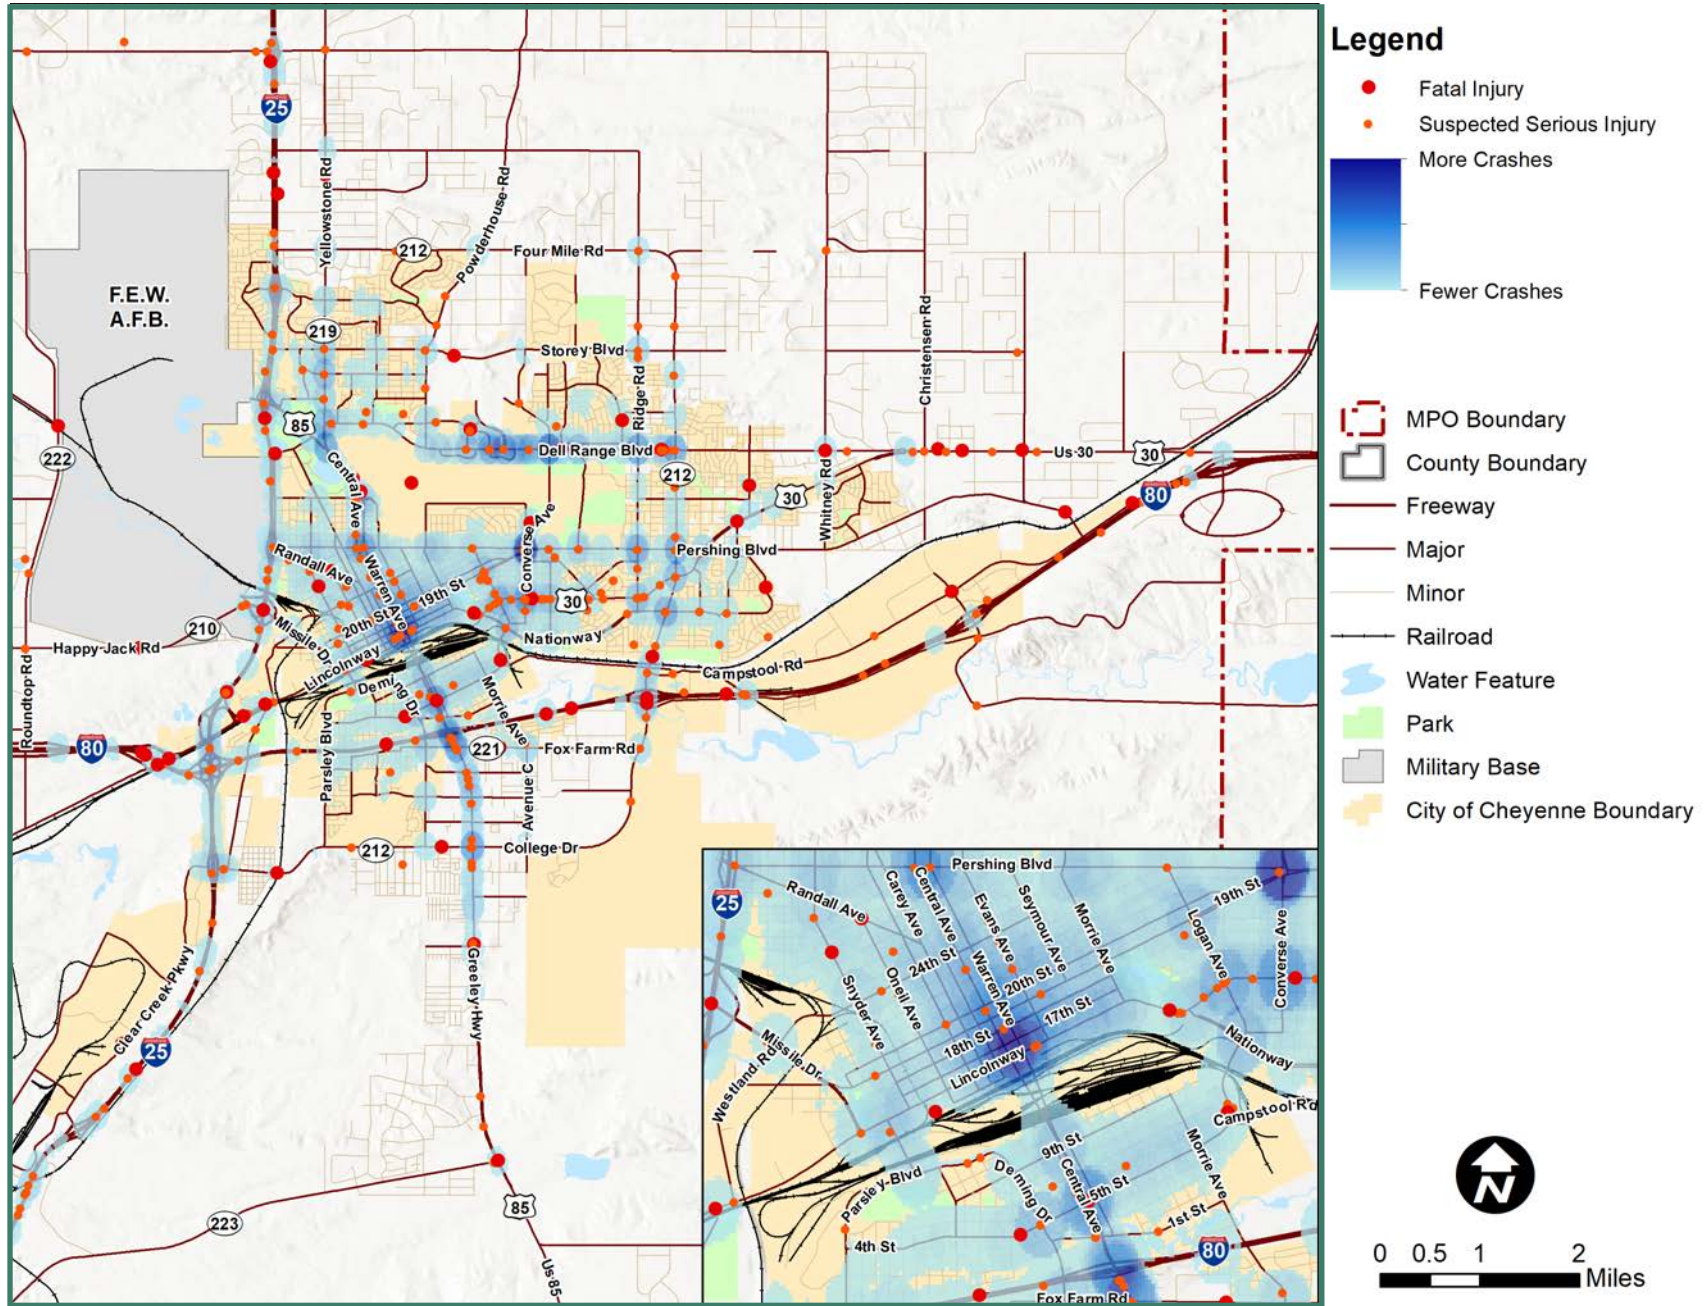 Legend
Fatal Injury
Suspected Serious Injury
More Crashes
Fewer Crashes
MPO Boundary
County Boundary
Freeway
Major
Minor
Railroad
Water Feature
Park
Military Base
City of Cheyenne Boundary
N
0 0.5 1 2
Miles
25
Yellowstone Rd
Powderhouse Rd
212
Four Mile Rd
F.E.W.
A.F.B.
219
Storey Blvd
Ridge Rd
Christensen Rd
85
222
Central Ave
Dell Range Blvd
212
Whitney Rd
Us 30
30
80
30
Converse Ave
Pershing Blvd
Randall Ave
Warren Ave
19th St
20th St
30
210
Missile Dr
Nationway
Happy Jack Rd
Lincolnway
Deming Dr
Campstool Rd
Morrie Ave
Roundtop Rd
80
Parsley Blvd
221
Fox Farm Rd
Avenue C
212
College Dr
Clear Creek Pkwy
Greeley Hwy
25
223
85
Us 85
Pershing Blvd
25
Randall Ave
Carey Ave
Central Ave
Evans Ave
Seymour Ave
Morrie Ave
19th St
Logan Ave
Converse Ave
24th St
20th St
Warren Ave
17th St
Snyder Ave
Oneil Ave
18th St
Lincolnway
Nationway
Missile Dr
Westland Rd
Campstool Rd
9th St
Morrie Ave
Parsley Blvd
Deming Dr
Central Ave
5th St
1st St
4th St
80
Fox Farm Rd